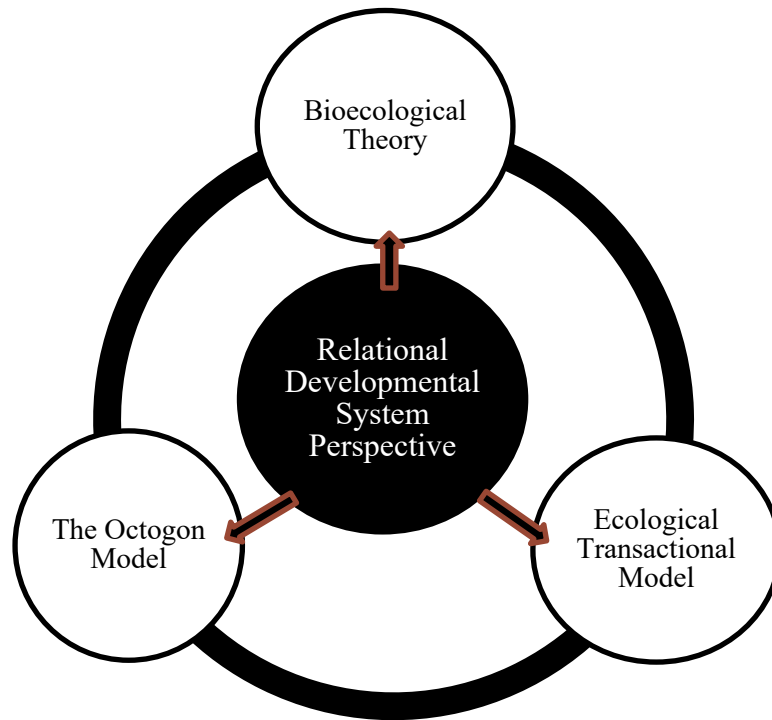 Bioecological
Theory
Relational
Developmental
System
Perspective
The Octogon
Model
Ecological
Transactional
Model